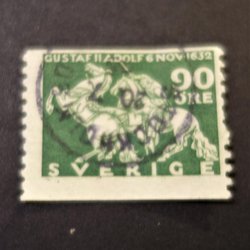 GUSTAF II ADOLF 6 NOV 1632
90
ÖRE
SVERIGE